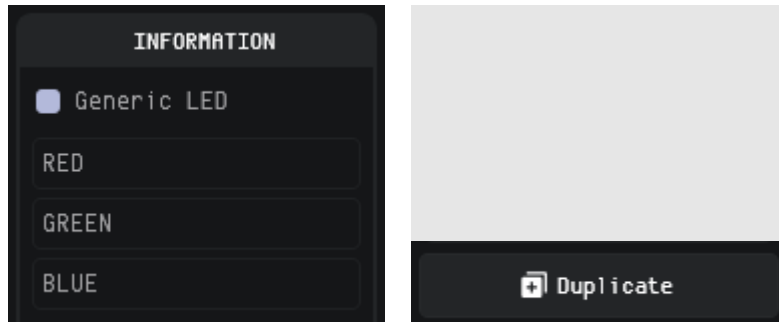 INFORMATION
Generic LED
RED
GREEN
BLUE
Duplicate